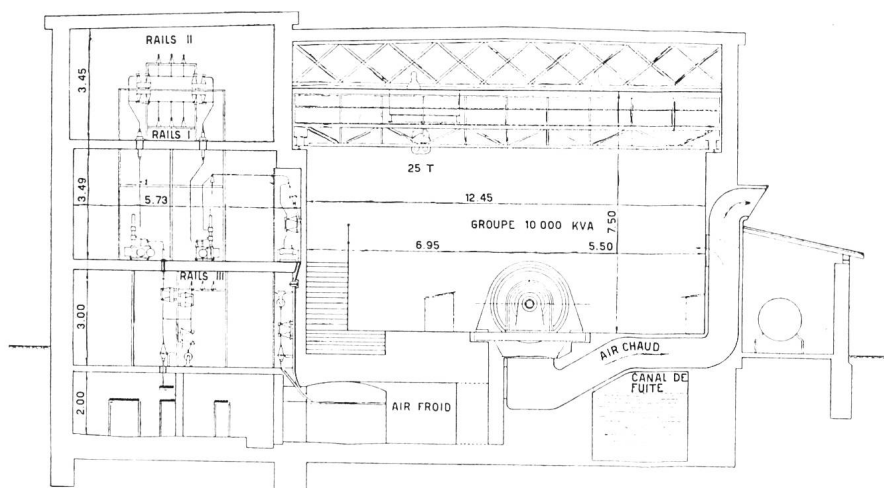 RAILS II
3.45
RAILS I
25 T
3.49
5.73
12.45
GROUPE 10 000 KVA
7.50
6.95
5.50
RAILS III
3.00
AIR CHAUD
CANAL DE
FUITE
2.00
AIR FROID